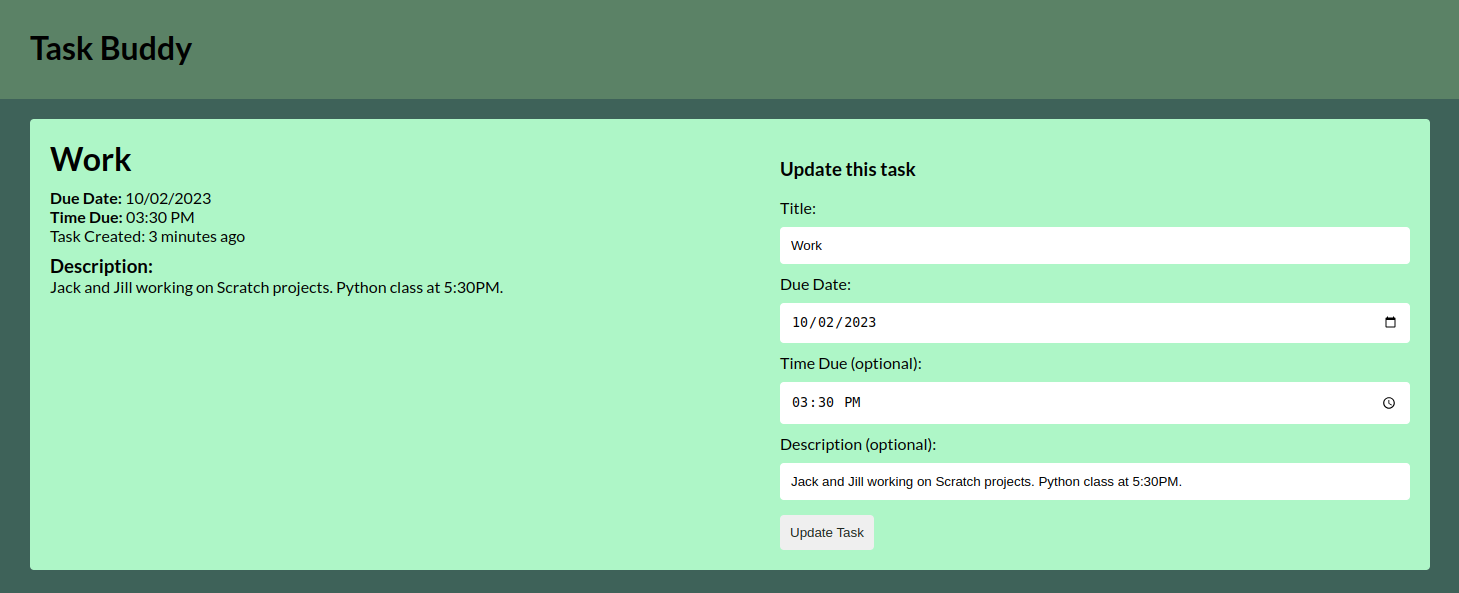 Task Buddy
Work
Due Date: 10/02/2023
Time Due: 03:30 PM
Task Created: 3 minutes ago
Description:
Jack and Jill working on Scratch projects. Python class at 5:30PM.
Update this task
Title:
Work
Due Date:
10/02/2023
Time Due (optional):
03:30 PM
Description (optional):
Jack and Jill working on Scratch projects. Python class at 5:30PM.
Update Task